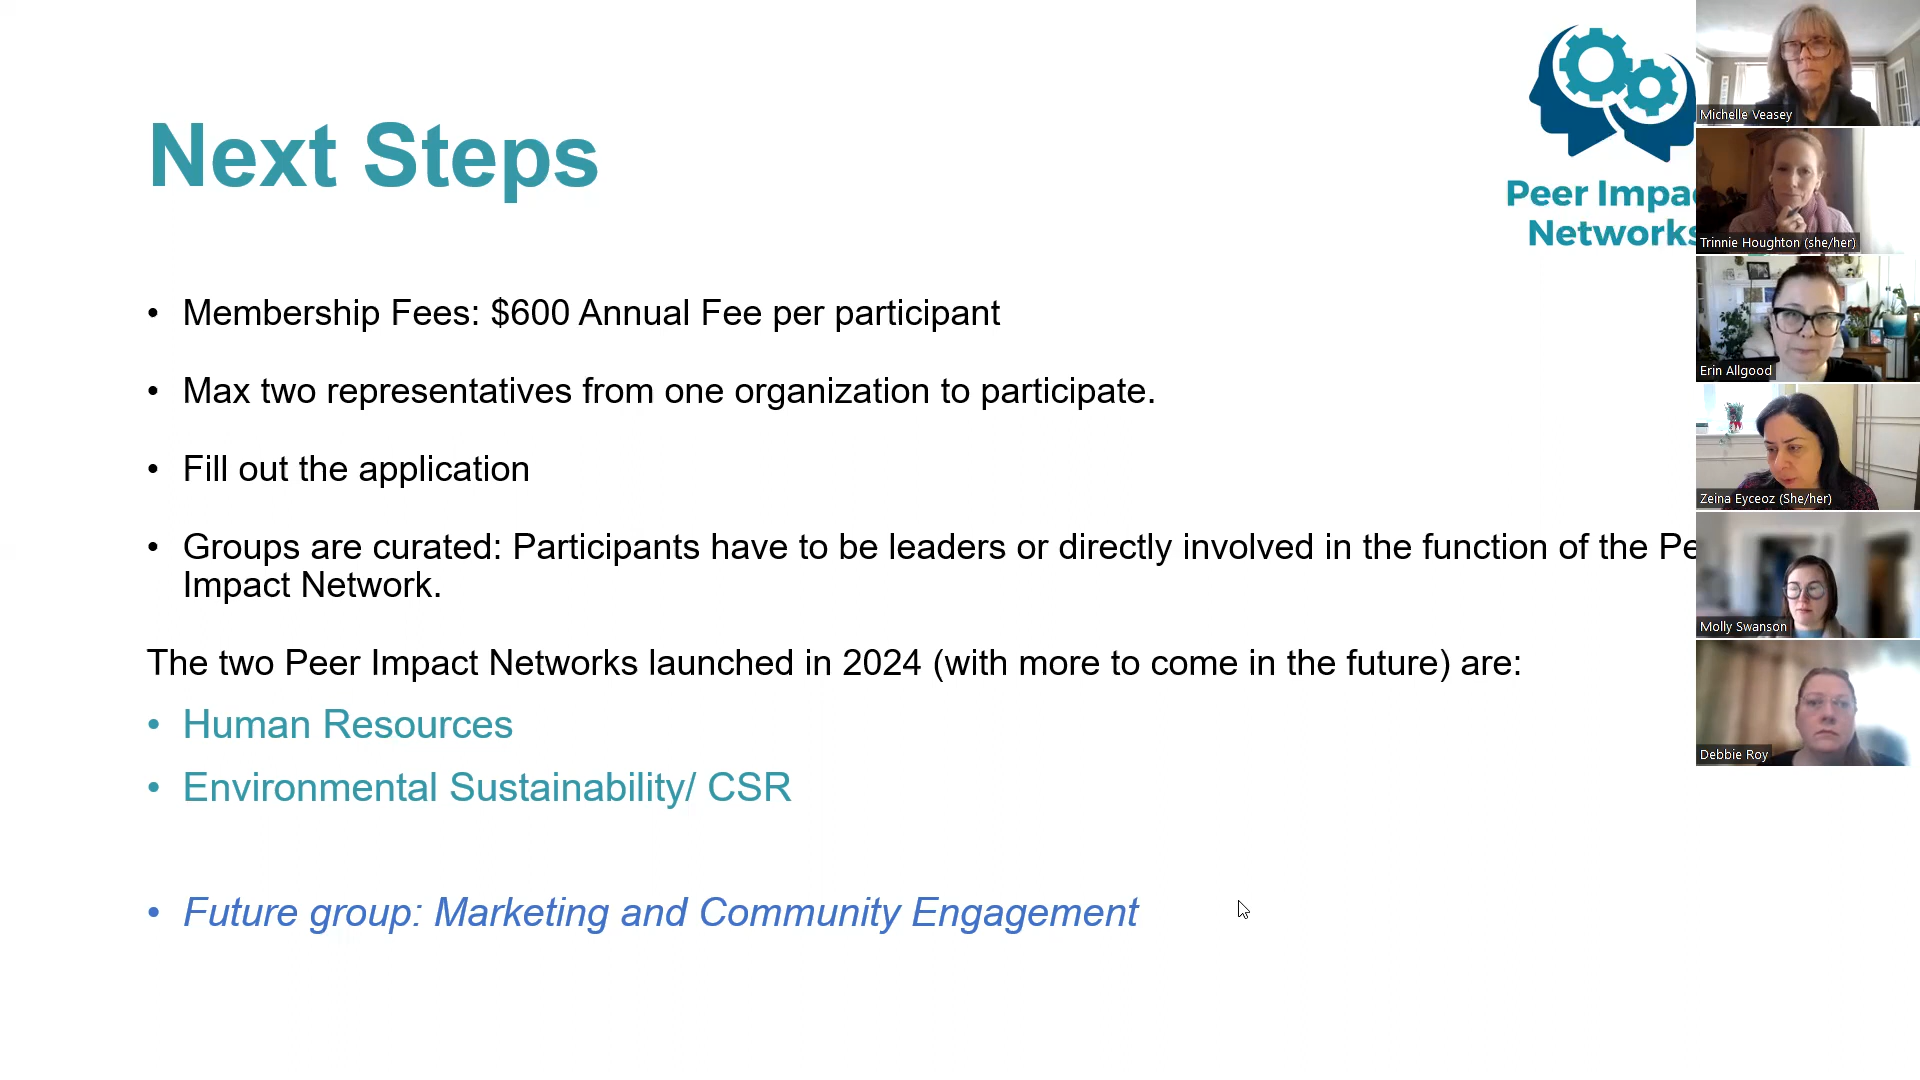 Next Steps
Peer Impac
Networks
• Membership Fees: $600 Annual Fee per participant
• Max two representatives from one organization to participate.
• Fill out the application
• Groups are curated: Participants have to be leaders or directly involved in the function of the Pe
Impact Network.
The two Peer Impact Networks launched in 2024 (with more to come in the future) are:
• Human Resources
• Environmental Sustainability/ CSR
• Future group: Marketing and Community Engagement
Michelle Veasey
Trinnie Houghton (she/her)
Erin Allgood
Zeina Eyceoz (She/her)
Molly Swanson
Debbie Roy